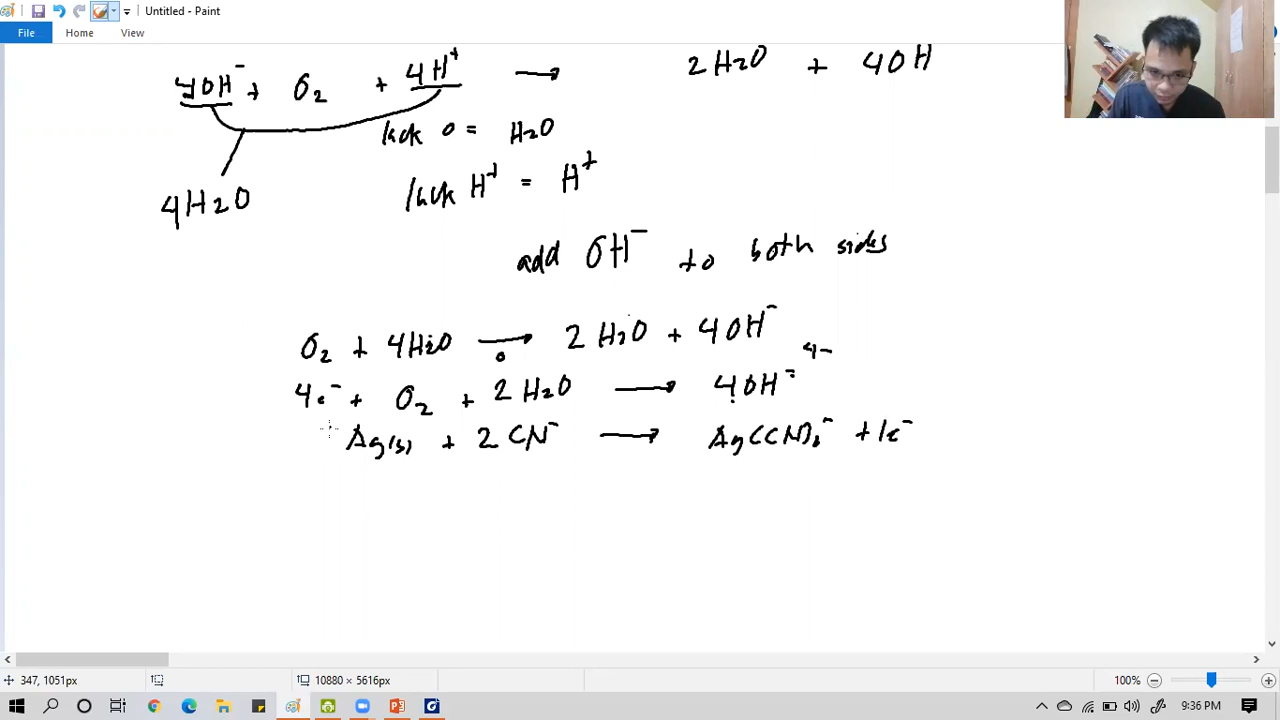 Untitled - Paint
File Home View
4OH⁻ + O2 + 4H⁺ → 2H2O + 4OH
lack O = H2O
4H2O
lack H⁺ = H⁺
add OH⁻ to both sides
O2 + 4H2O → 2H2O + 4OH⁻
4-
4e⁻ + O2 + 2H2O → 4OH⁻
Ag(s) + 2CN⁻ → Ag(CN)2⁻ + 1e⁻
347, 1051px 10880 × 5616px 100%
9:36 PM